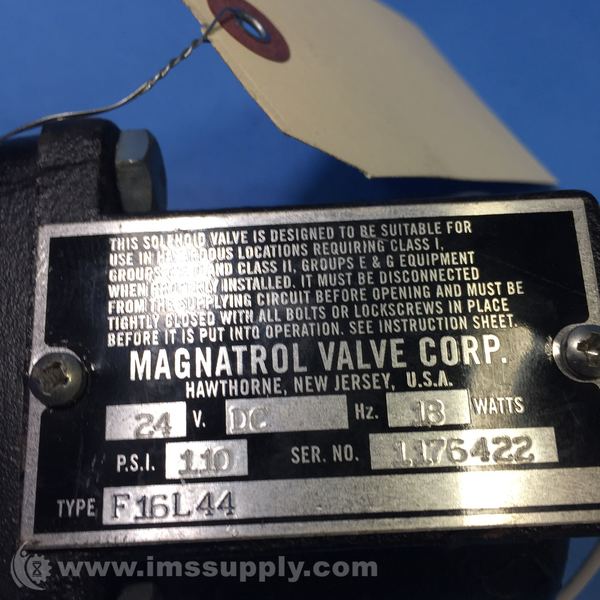 THIS SOLENOID VALVE IS DESIGNED TO BE SUITABLE FOR
USE IN LOCATIONS REQUIRING CLASS I,
GROUPS AND CLASS II, GROUPS E & G EQUIPMENT
WHEN INSTALLED. IT MUST BE DISCONNECTED
FROM THE SUPPLYING CIRCUIT BEFORE OPENING AND MUST BE
TIGHTLY CLOSED WITH ALL BOLTS OR LOCKSCREWS IN PLACE
BEFORE IT IS PUT INTO OPERATION. SEE INSTRUCTION SHEET.
MAGNATROL VALVE CORP.
HAWTHORNE, NEW JERSEY, U.S.A.
24 V. DC Hz. 18 WATTS
P.S.I. 110 SER. NO. 1176422
TYPE F16L44
www.imssupply.com